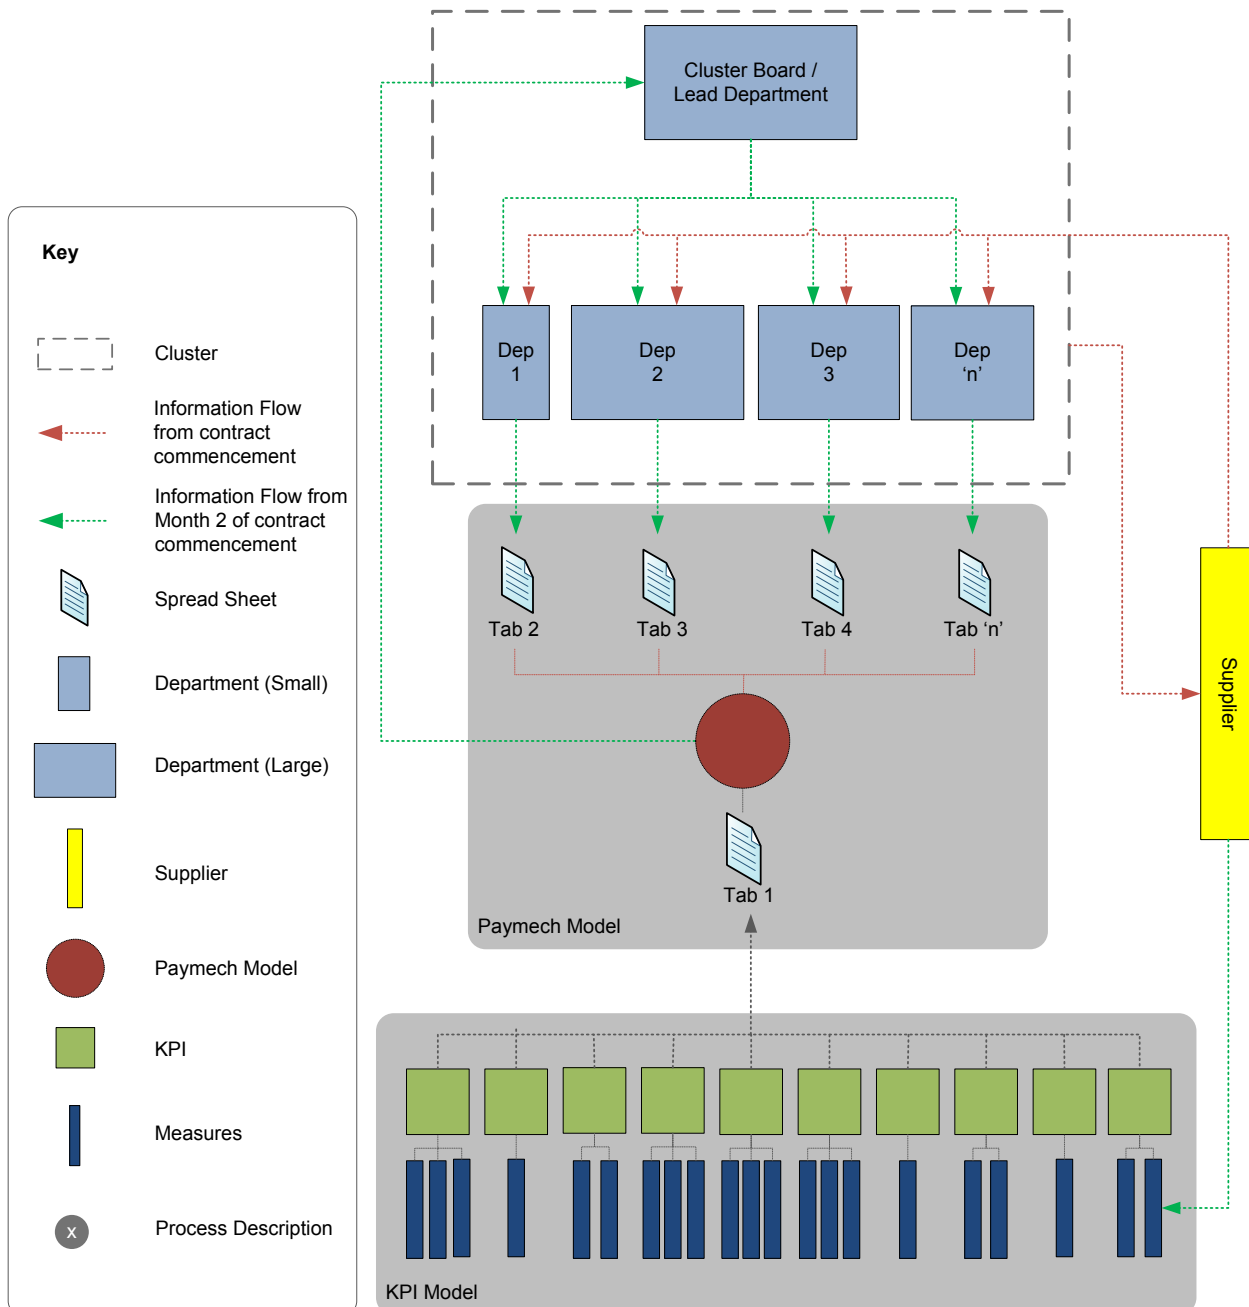 Cluster Board /
Lead Department
Key
Cluster
Information Flow
from contract
commencement
Information Flow from
Month 2 of contract
commencement
Spread Sheet
Department (Small)
Department (Large)
Supplier
Paymech Model
KPI
Measures
x
Process Description
Dep
1
Dep
2
Dep
3
Dep
‘n’
Tab 2
Tab 3
Tab 4
Tab ‘n’
Supplier
Tab 1
Paymech Model
KPI Model